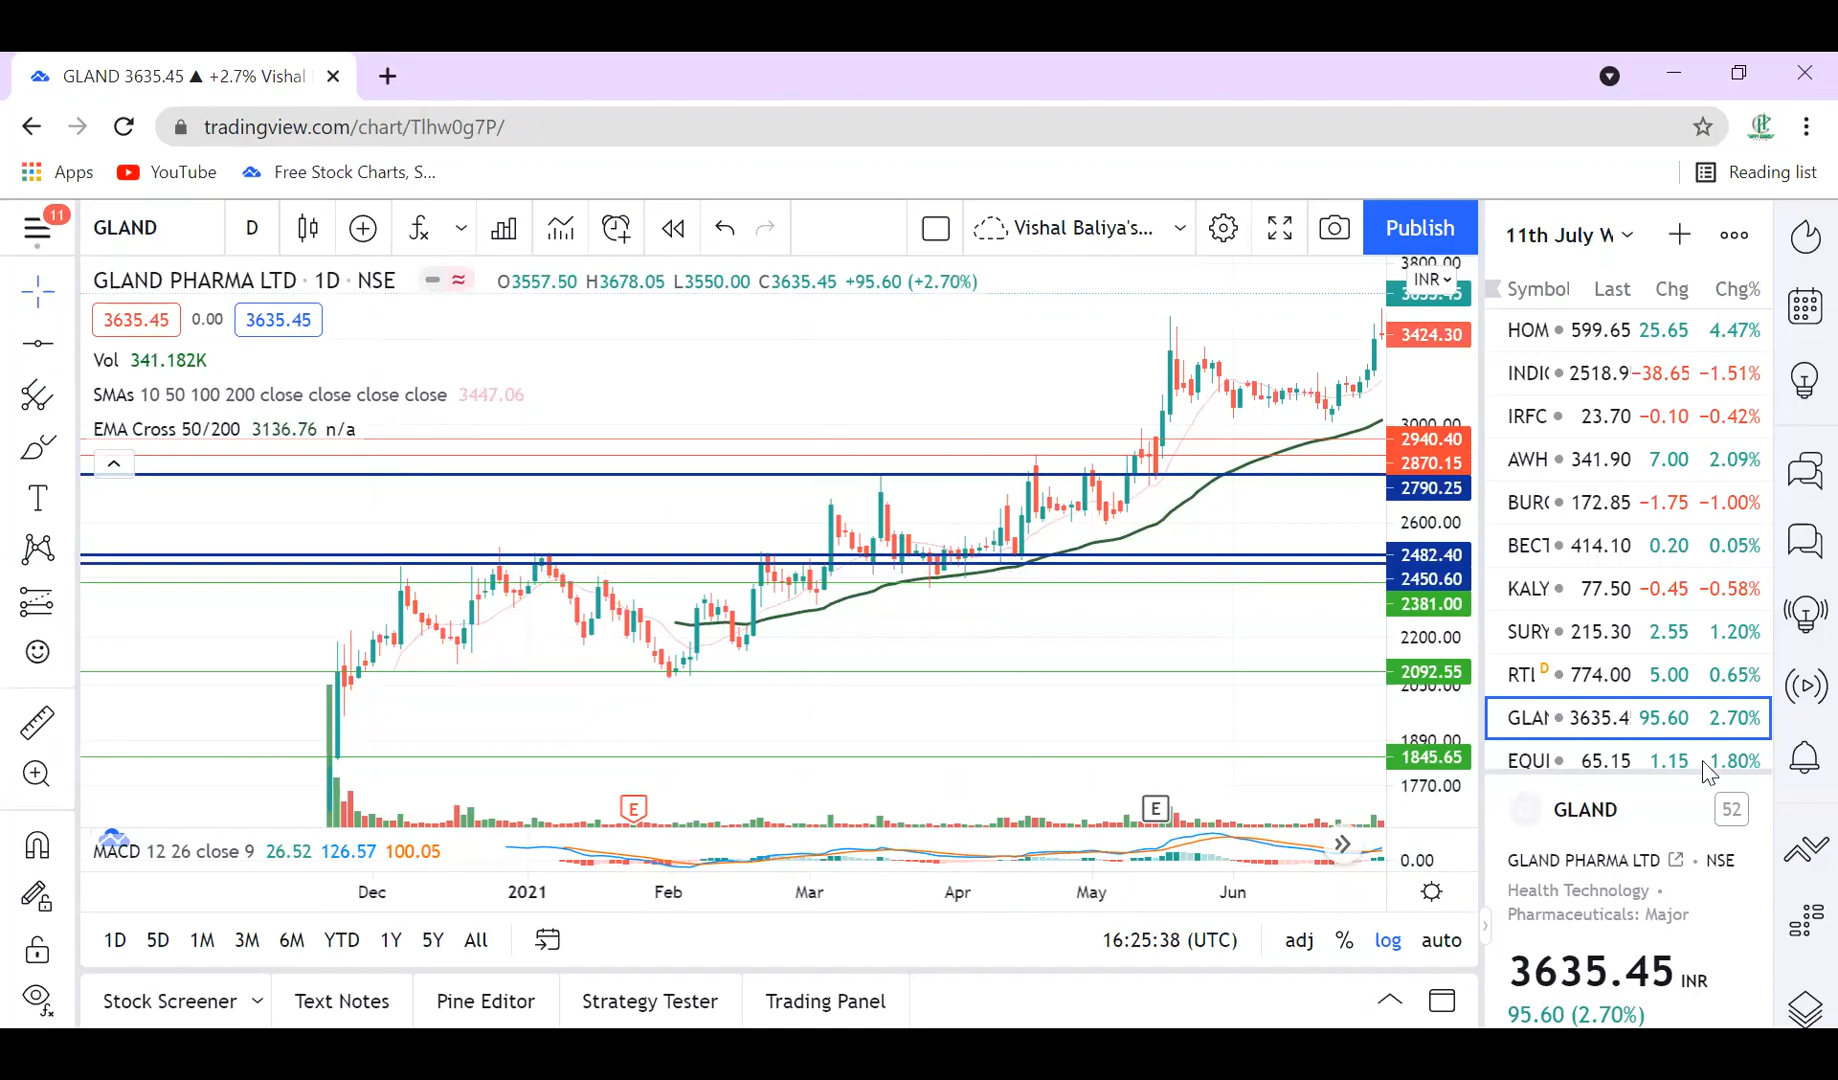 GLAND 3635.45 ▲ +2.7% Vishal
tradingview.com/chart/Tlhw0g7P/
Apps YouTube Free Stock Charts, S... Reading list
11
GLAND D Vishal Baliya's... Publish
11th July W
GLAND PHARMA LTD · 1D · NSE O3557.50 H3678.05 L3550.00 C3635.45 +95.60 (+2.70%)
3635.45 0.00 3635.45
Vol 341.182K
SMAs 10 50 100 200 close close close close 3447.06
EMA Cross 50/200 3136.76 n/a
3800.00
INR
3635.45
3424.30
3000.00
2940.40
2870.15
2790.25
2600.00
2482.40
2450.60
2381.00
2200.00
2092.55
2050.00
1890.00
1845.65
1770.00
E E
MACD 12 26 close 9 26.52 126.57 100.05
0.00
Dec 2021 Feb Mar Apr May Jun
1D 5D 1M 3M 6M YTD 1Y 5Y All 16:25:38 (UTC) adj % log auto
Stock Screener Text Notes Pine Editor Strategy Tester Trading Panel
Symbol Last Chg Chg%
HOM 599.65 25.65 4.47%
INDI 2518.9 −38.65 −1.51%
IRFC 23.70 −0.10 −0.42%
AWH 341.90 7.00 2.09%
BUR 172.85 −1.75 −1.00%
BECT 414.10 0.20 0.05%
KALY 77.50 −0.45 −0.58%
SURY 215.30 2.55 1.20%
RTL D 774.00 5.00 0.65%
GLAN 3635.4 95.60 2.70%
EQUI 65.15 1.15 1.80%
GLAND 52
GLAND PHARMA LTD · NSE
Health Technology ·
Pharmaceuticals: Major
3635.45 INR
95.60 (2.70%)